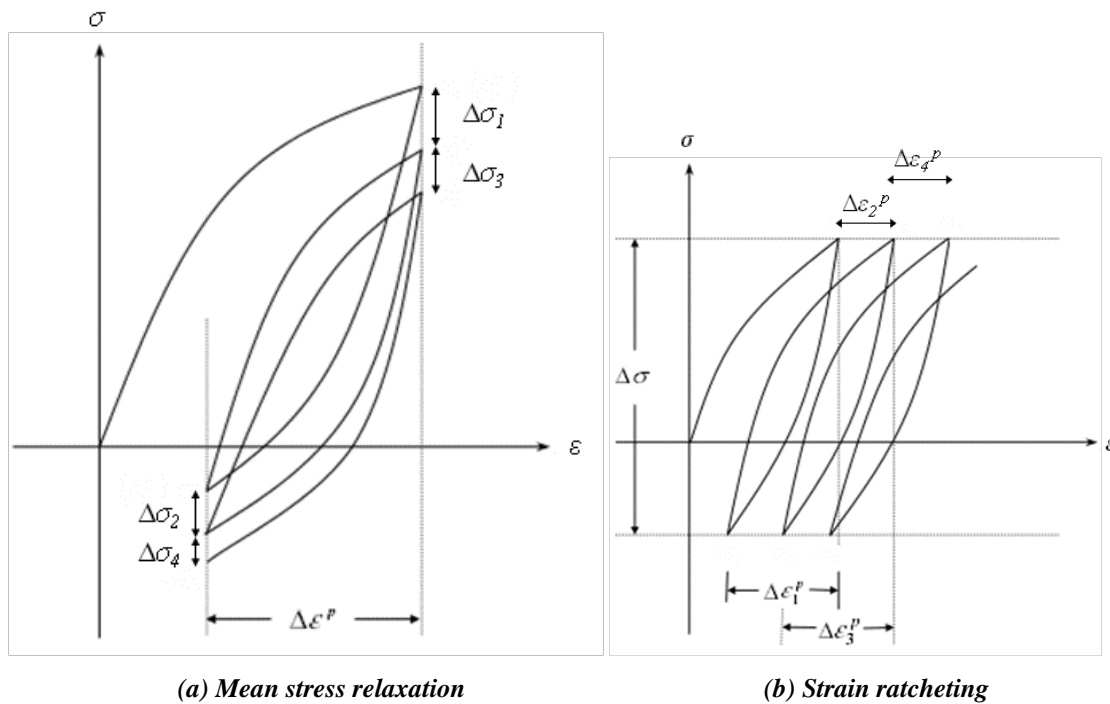 σ
Δσ₁
Δσ₃
ε
Δσ₂
Δσ₄
Δεᵖ
(a) Mean stress relaxation
σ
Δε₄ᵖ
Δε₂ᵖ
Δσ
ε
Δε₁ᵖ
Δε₃ᵖ
(b) Strain ratcheting